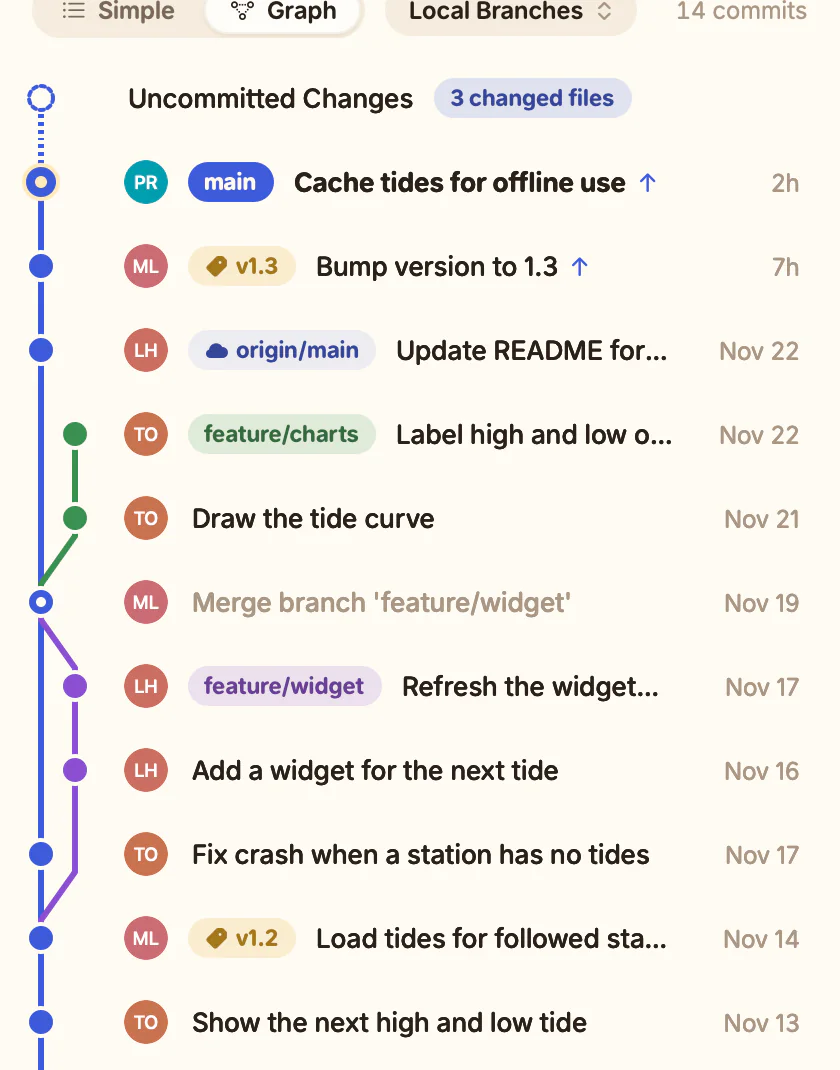 Simple Graph Local Branches 14 commits
Uncommitted Changes 3 changed files
PR main Cache tides for offline use ↑ 2h
ML v1.3 Bump version to 1.3 ↑ 7h
LH origin/main Update README for... Nov 22
TO feature/charts Label high and low o... Nov 22
TO Draw the tide curve Nov 21
ML Merge branch 'feature/widget' Nov 19
LH feature/widget Refresh the widget... Nov 17
LH Add a widget for the next tide Nov 16
TO Fix crash when a station has no tides Nov 17
ML v1.2 Load tides for followed sta... Nov 14
TO Show the next high and low tide Nov 13